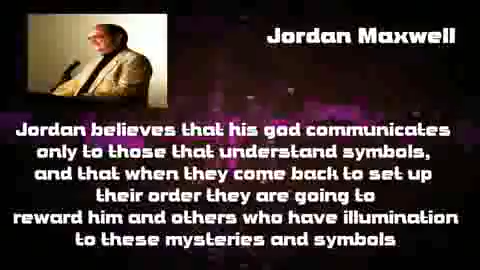 Jordan Maxwell
Jordan believes that his god communicates
only to those that understand symbols,
and that when they come back to set up
their order they are going to
reward him and others who have illumination
to these mysteries and symbols